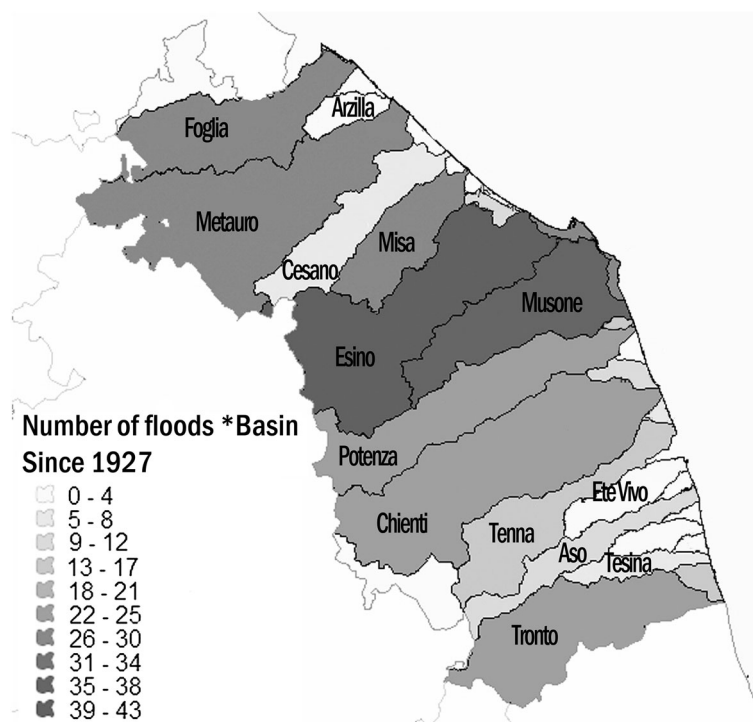 Arzilla
Foglia
Metauro
Misa
Cesano
Musone
Esino
Number of floods *Basin
Since 1927
0 - 4
5 - 8
9 - 12
13 - 17
18 - 21
22 - 25
26 - 30
31 - 34
35 - 38
39 - 43
Potenza
Ete Vivo
Chienti
Tenna
Aso
Tesina
Tronto